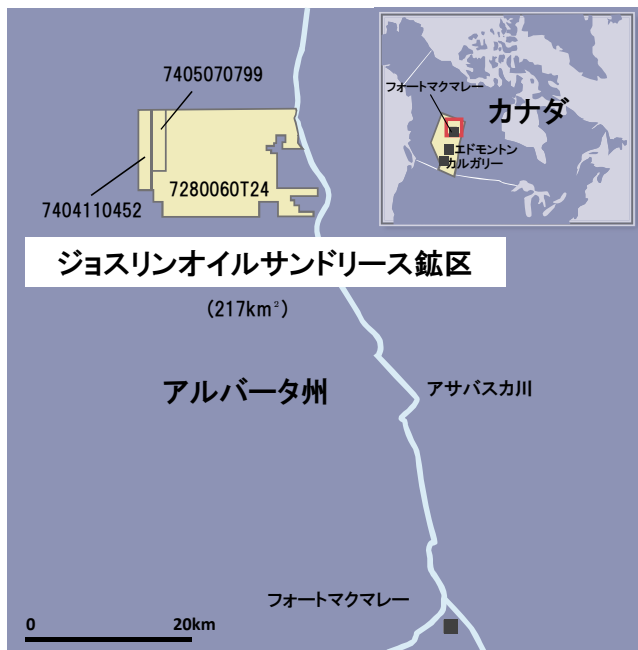 7405070799
フォートマクマレー
カナダ
エドモントン
カルガリー
7280060T24
7404110452
ジョスリンオイルサンドリース鉱区
(217km²)
アルバータ州
アサバスカ川
フォートマクマレー
0 20km